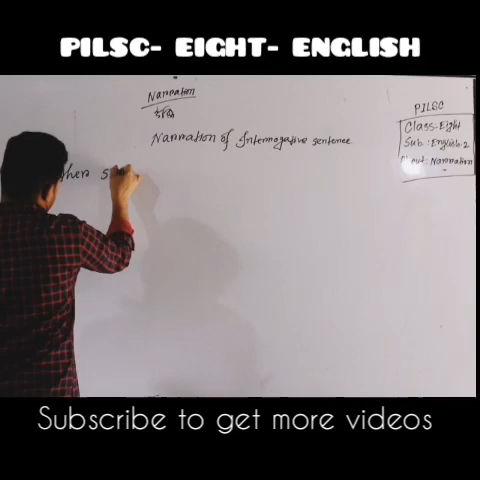 PILSC- EIGHT- ENGLISH
Narration
Narration of Interrogative sentence
PILSC
Class-Eight
Sub: English-2
Narration
Subscribe to get more videos